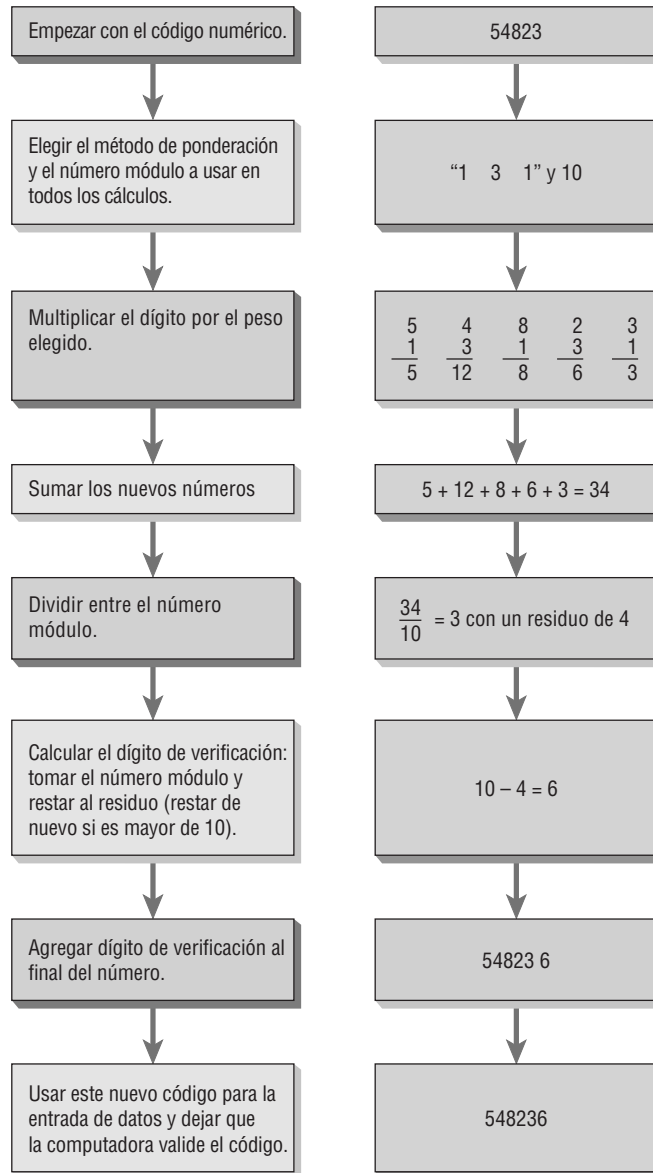 Empezar con el código numérico.
54823
Elegir el método de ponderación
y el número módulo a usar en
todos los cálculos.
“1 3 1” y 10
Multiplicar el dígito por el peso
elegido.
5 4 8 2 3
1 3 1 3 1
5 12 8 6 3
Sumar los nuevos números
5 + 12 + 8 + 6 + 3 = 34
Dividir entre el número
módulo.
34
10 = 3 con un residuo de 4
Calcular el dígito de verificación:
tomar el número módulo y
restar al residuo (restar de
nuevo si es mayor de 10).
10 – 4 = 6
Agregar dígito de verificación al
final del número.
54823 6
Usar este nuevo código para la
entrada de datos y dejar que
la computadora valide el código.
548236